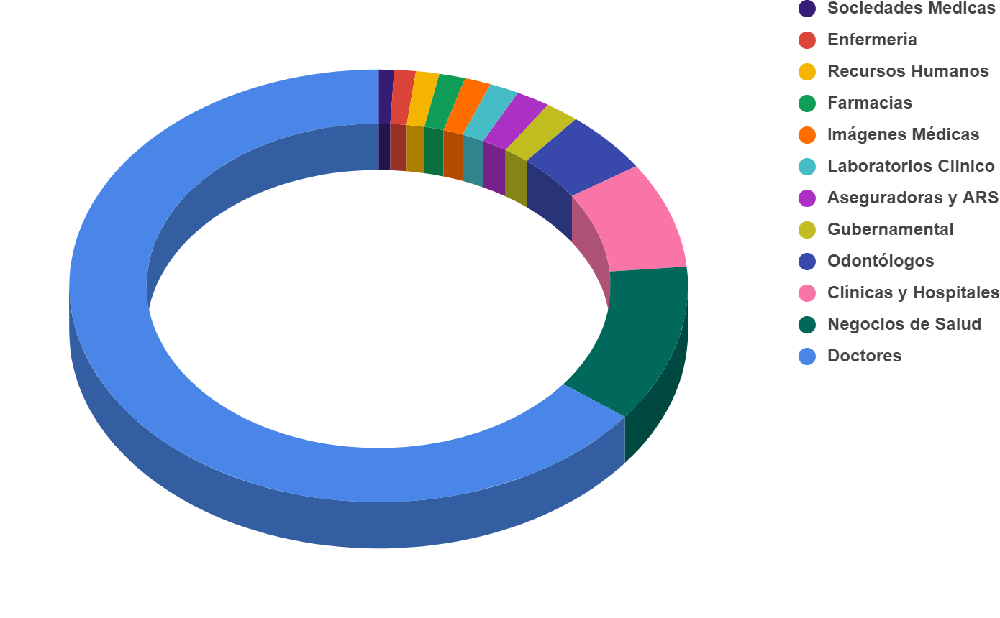 Sociedades Medicas
Enfermería
Recursos Humanos
Farmacias
Imágenes Médicas
Laboratorios Clinico
Aseguradoras y ARS
Gubernamental
Odontólogos
Clínicas y Hospitales
Negocios de Salud
Doctores